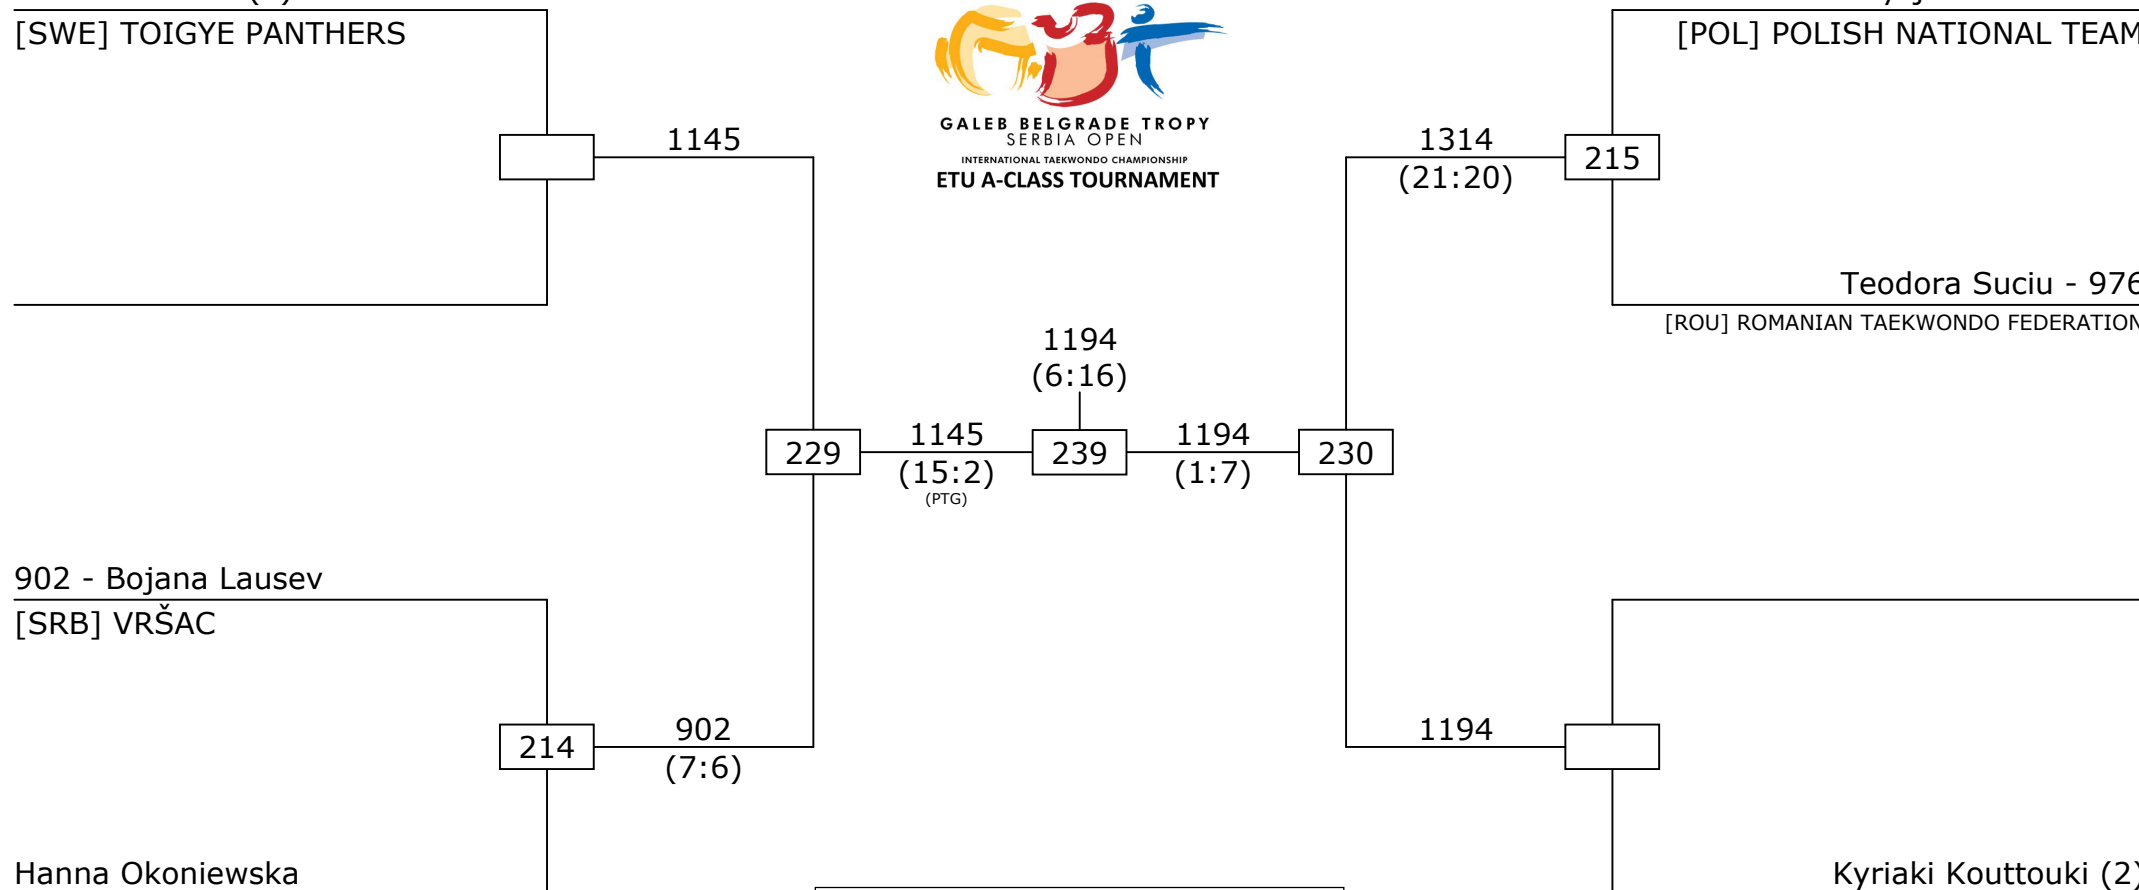 [SWE] TOIGYE PANTHERS
[POL] POLISH NATIONAL TEAM
GALEB BELGRADE TROPY
SERBIA OPEN
INTERNATIONAL TAEKWONDO CHAMPIONSHIP
ETU A-CLASS TOURNAMENT
1145
1314
(21:20)
215
Teodora Suciu - 976
[ROU] ROMANIAN TAEKWONDO FEDERATION
1194
(6:16)
229
1145
(15:2)
(PTG)
239
1194
(1:7)
230
902 - Bojana Lausev
[SRB] VRŠAC
214
902
(7:6)
1194
Hanna Okoniewska
Kyriaki Kouttouki (2)